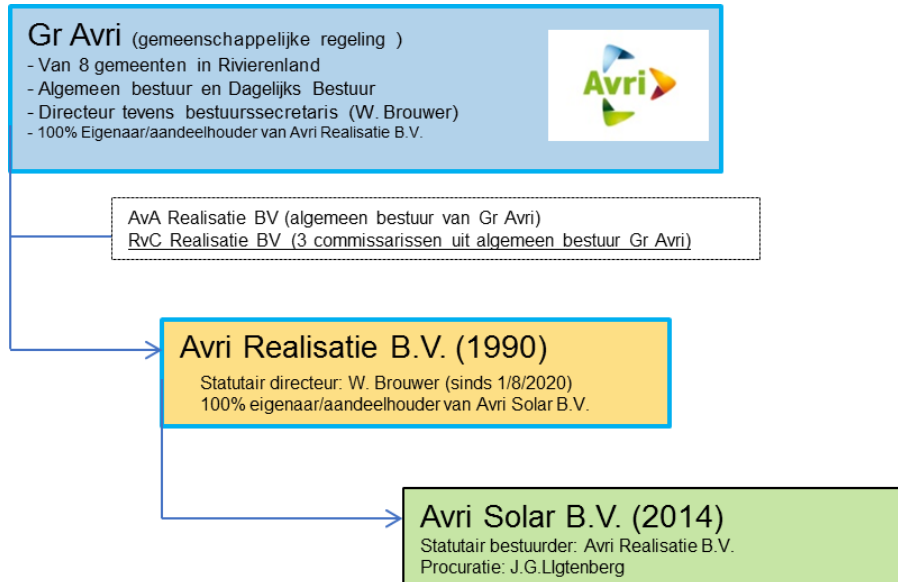 Gr Avri (gemeenschappelijke regeling )
- Van 8 gemeenten in Rivierenland
- Algemeen bestuur en Dagelijks Bestuur
- Directeur tevens bestuurssecretaris (W. Brouwer)
- 100% Eigenaar/aandeelhouder van Avri Realisatie B.V.
Avri
AvA Realisatie BV (algemeen bestuur van Gr Avri)
RvC Realisatie BV (3 commissarissen uit algemeen bestuur Gr Avri)
Avri Realisatie B.V. (1990)
Statutair directeur: W. Brouwer (sinds 1/8/2020)
100% eigenaar/aandeelhouder van Avri Solar B.V.
Avri Solar B.V. (2014)
Statutair bestuurder: Avri Realisatie B.V.
Procuratie: J.G.LIgtenberg